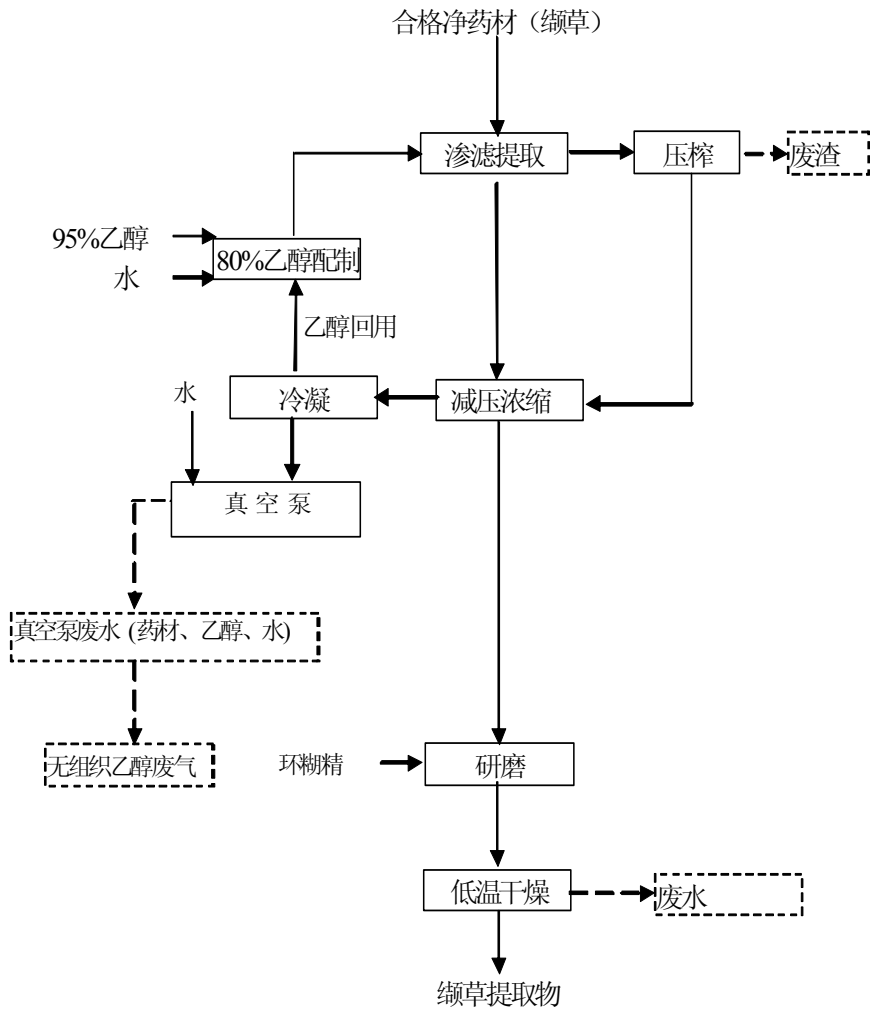 合格净药材（缬草）
渗滤提取
压榨
废渣
95%乙醇
水
80%乙醇配制
乙醇回用
水
冷凝
减压浓缩
真 空 泵
真空泵废水 (药材、乙醇、水)
无组织乙醇废气
环糊精
研磨
低温干燥
废水
缬草提取物